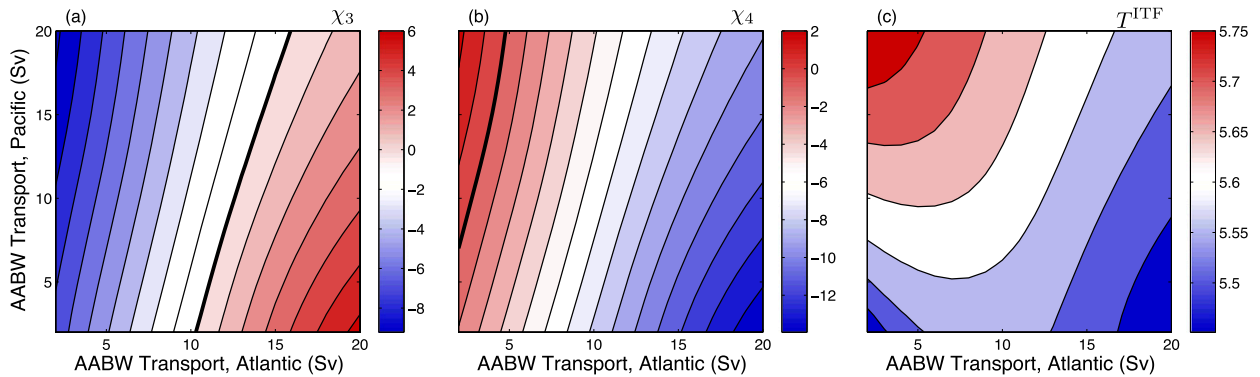 (a) χ₃
20
15
10
5
5 10 15 20
AABW Transport, Pacific (Sv)
AABW Transport, Atlantic (Sv)
6
4
2
0
−2
−4
−6
−8
(b) χ₄
5 10 15 20
AABW Transport, Atlantic (Sv)
2
0
−2
−4
−6
−8
−10
−12
(c) T^ITF
5 10 15 20
AABW Transport, Atlantic (Sv)
5.75
5.7
5.65
5.6
5.55
5.5